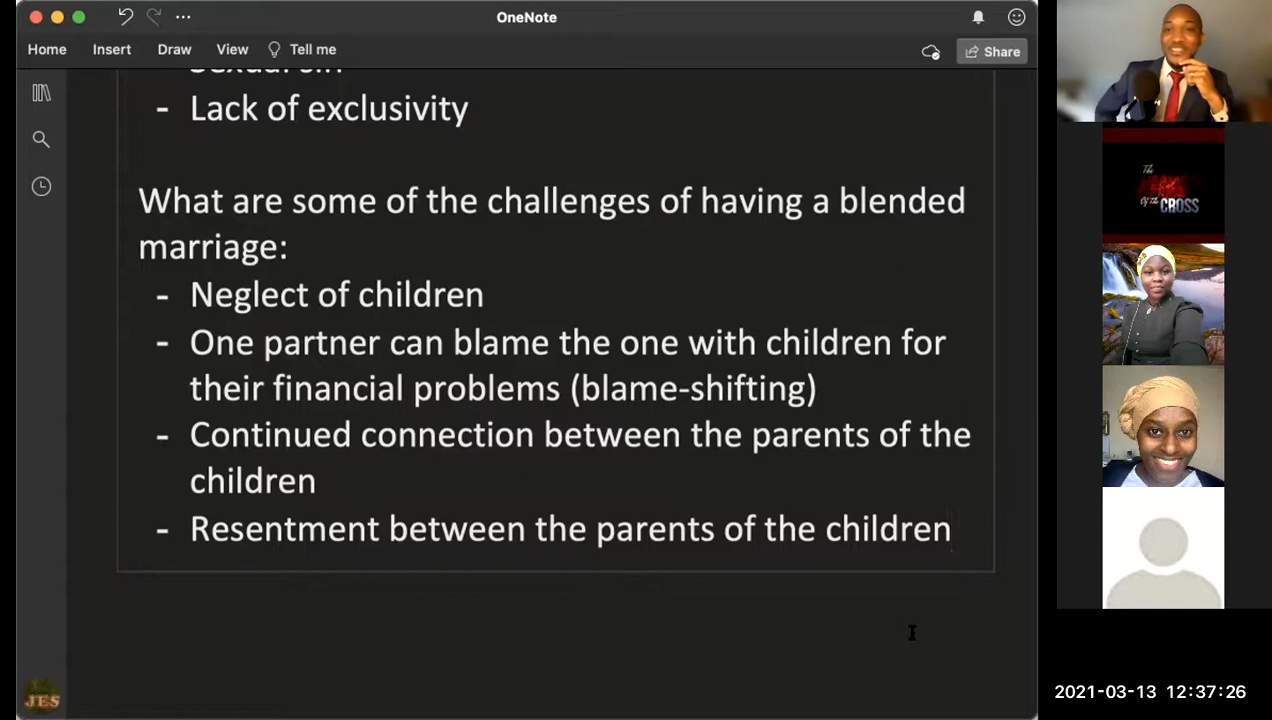 OneNote
Home Insert Draw View Tell me Share
- Lack of exclusivity
What are some of the challenges of having a blended
marriage:
- Neglect of children
- One partner can blame the one with children for
their financial problems (blame-shifting)
- Continued connection between the parents of the
children
- Resentment between the parents of the children
JES
The
Of the CROSS
2021-03-13 12:37:26